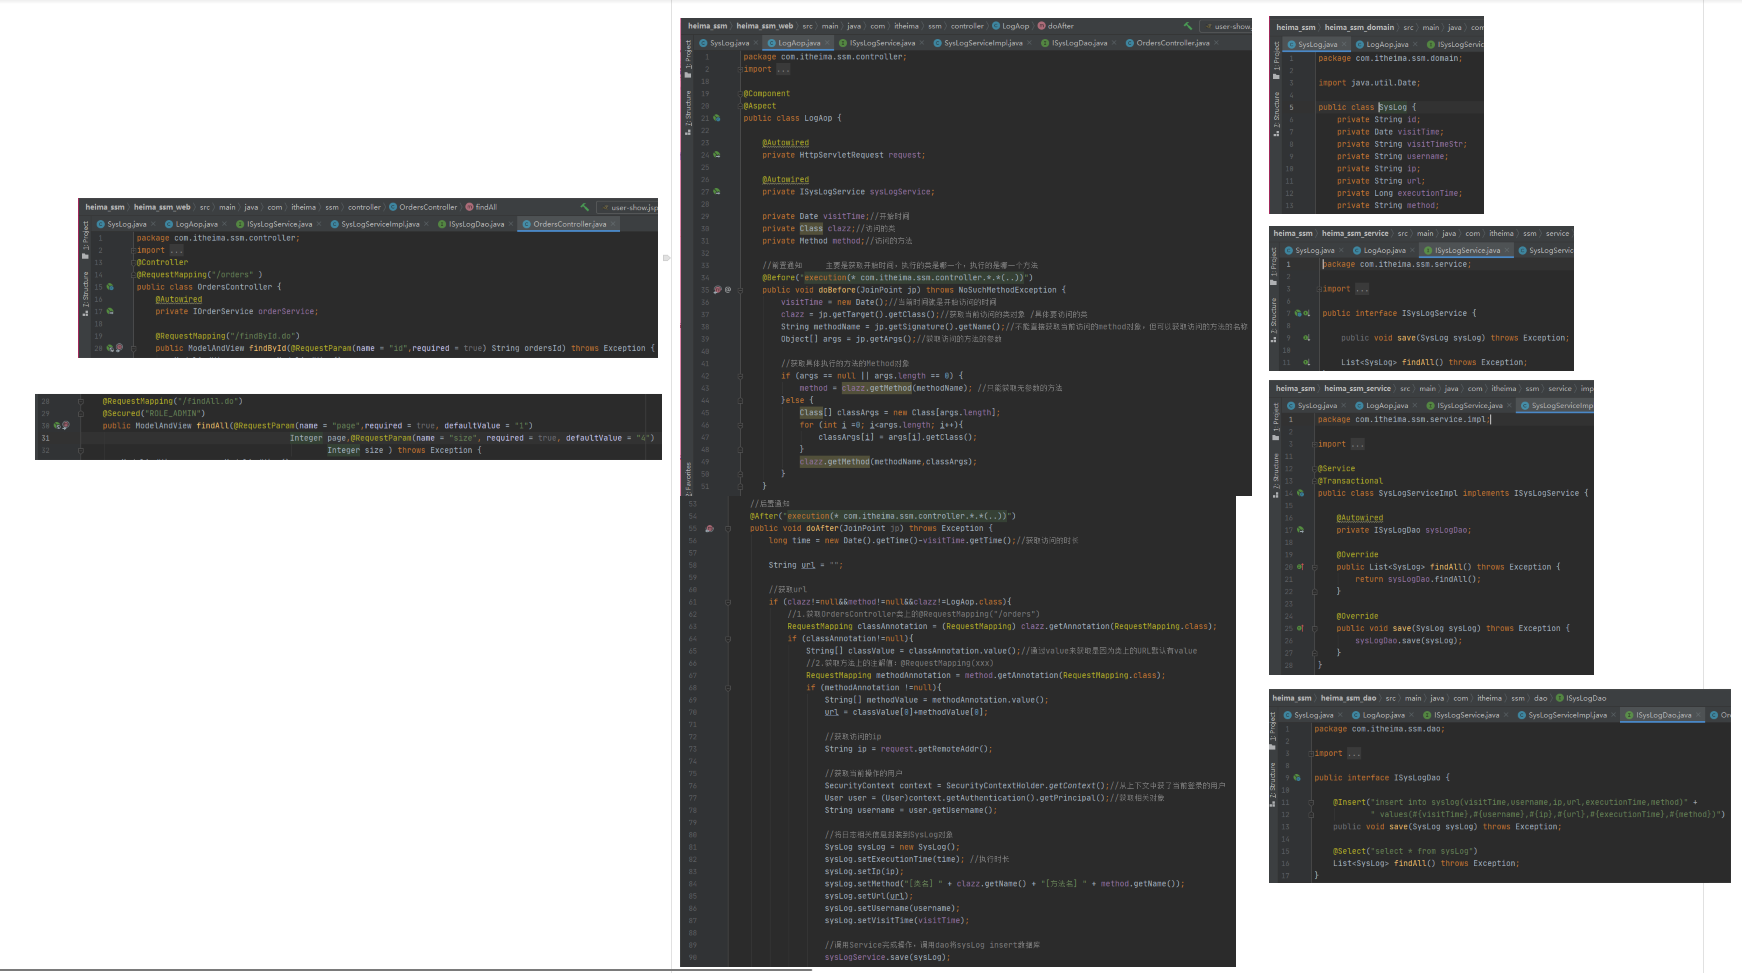 heima_ssm heima_ssm_web src main java com itheima ssm controller OrdersController findAll user-show.jsp
SysLog.java LogAop.java ISysLogService.java SysLogServiceImpl.java ISysLogDao.java OrdersController.java
package com.itheima.ssm.controller;
import ...
@Controller
@RequestMapping("/orders" )
public class OrdersController {
@Autowired
private IOrderService orderService;
@RequestMapping("/findById.do")
public ModelAndView findById(@RequestParam(name = "id",required = true) String ordersId) throws Exception {
@RequestMapping("/findAll.do")
@Secured("ROLE_ADMIN")
public ModelAndView findAll(@RequestParam(name = "page",required = true, defaultValue = "1")
Integer page,@RequestParam(name = "size", required = true, defaultValue = "4")
Integer size ) throws Exception {
heima_ssm heima_ssm_web src main java com itheima ssm controller LogAop doAfter user-show.
SysLog.java LogAop.java ISysLogService.java SysLogServiceImpl.java ISysLogDao.java OrdersController.java
package com.itheima.ssm.controller;
import ...
@Component
@Aspect
public class LogAop {
@Autowired
private HttpServletRequest request;
@Autowired
private ISysLogService sysLogService;
private Date visitTime;//开始时间
private Class clazz;//访问的类
private Method method;//访问的方法
//前置通知 主要是获取开始时间，执行的类是哪一个，执行的是哪一个方法
@Before("execution(* com.itheima.ssm.controller.*.*(..))")
public void doBefore(JoinPoint jp) throws NoSuchMethodException {
visitTime = new Date();//当前时间就是开始访问的时间
clazz = jp.getTarget().getClass();//获取当前访问的类对象 /具体要访问的类
String methodName = jp.getSignature().getName();//不能直接获取当前访问的method对象，但可以获取访问的方法的名称
Object[] args = jp.getArgs();//获取访问的方法的参数
//获取具体执行的方法的Method对象
if (args == null || args.length == 0) {
method = clazz.getMethod(methodName); //只能获取无参数的方法
}else {
Class[] classArgs = new Class[args.length];
for (int i =0; i<args.length; i++){
classArgs[i] = args[i].getClass();
}
clazz.getMethod(methodName,classArgs);
}
}
//后置通知
@After("execution(* com.itheima.ssm.controller.*.*(..))")
public void doAfter(JoinPoint jp) throws Exception {
long time = new Date().getTime()-visitTime.getTime();//获取访问的时长
String url = "";
//获取url
if (clazz!=null&&method!=null&&clazz!=LogAop.class){
//1.获取OrdersController类上的@RequestMapping("/orders")
RequestMapping classAnnotation = (RequestMapping) clazz.getAnnotation(RequestMapping.class);
if (classAnnotation!=null){
String[] classValue = classAnnotation.value();//通过value来获取是因为类上的URL默认有value
//2.获取方法上的注解值：@RequestMapping(xxx)
RequestMapping methodAnnotation = method.getAnnotation(RequestMapping.class);
if (methodAnnotation !=null){
String[] methodValue = methodAnnotation.value();
url = classValue[0]+methodValue[0];
//获取访问的ip
String ip = request.getRemoteAddr();
//获取当前操作的用户
SecurityContext context = SecurityContextHolder.getContext();//从上下文中获了当前登录的用户
User user = (User)context.getAuthentication().getPrincipal();//获取相关对象
String username = user.getUsername();
//将日志相关信息封装到SysLog对象
SysLog sysLog = new SysLog();
sysLog.setExecutionTime(time); //执行时长
sysLog.setIp(ip);
sysLog.setMethod("[类名] " + clazz.getName() + "[方法名] " + method.getName());
sysLog.setUrl(url);
sysLog.setUsername(username);
sysLog.setVisitTime(visitTime);
//调用Service完成操作，调用dao将sysLog insert数据库
sysLogService.save(sysLog);
heima_ssm heima_ssm_domain src main java com
SysLog.java LogAop.java ISysLogServic
package com.itheima.ssm.domain;
import java.util.Date;
public class SysLog {
private String id;
private Date visitTime;
private String visitTimeStr;
private String username;
private String ip;
private String url;
private Long executionTime;
private String method;
heima_ssm heima_ssm_service src main java com itheima ssm service
SysLog.java LogAop.java ISysLogService.java SysLogServic
package com.itheima.ssm.service;
import ...
public interface ISysLogService {
public void save(SysLog sysLog) throws Exception;
List<SysLog> findAll() throws Exception;
heima_ssm heima_ssm_service src main java com itheima ssm service imp
SysLog.java LogAop.java ISysLogService.java SysLogServiceImp
package com.itheima.ssm.service.impl;
import ...
@Service
@Transactional
public class SysLogServiceImpl implements ISysLogService {
@Autowired
private ISysLogDao sysLogDao;
@Override
public List<SysLog> findAll() throws Exception {
return sysLogDao.findAll();
}
@Override
public void save(SysLog sysLog) throws Exception {
sysLogDao.save(sysLog);
}
}
heima_ssm heima_ssm_dao src main java com itheima ssm dao ISysLogDao
SysLog.java LogAop.java ISysLogService.java SysLogServiceImpl.java ISysLogDao.java Or
package com.itheima.ssm.dao;
import ...
public interface ISysLogDao {
@Insert("insert into syslog(visitTime,username,ip,url,executionTime,method)" +
" values(#{visitTime},#{username},#{ip},#{url},#{executionTime},#{method})")
public void save(SysLog sysLog) throws Exception;
@Select("select * from sysLog")
List<SysLog> findAll() throws Exception;
}